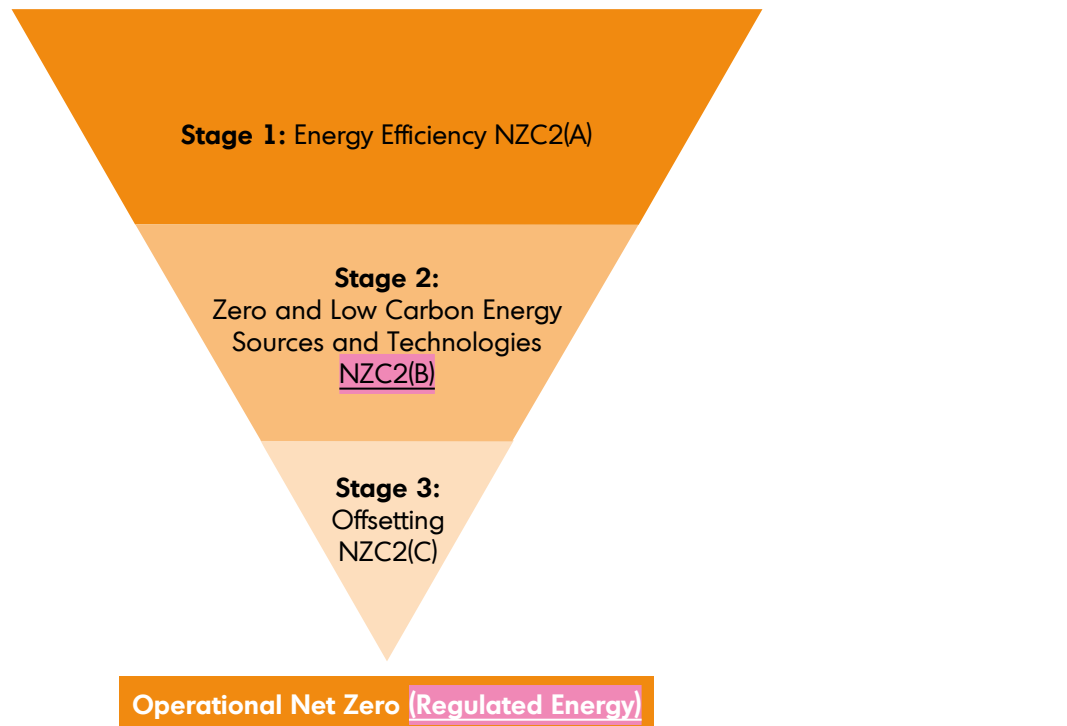 Stage 1: Energy Efficiency NZC2(A)
Stage 2:
Zero and Low Carbon Energy
Sources and Technologies
NZC2(B)
Stage 3:
Offsetting
NZC2(C)
Operational Net Zero (Regulated Energy)